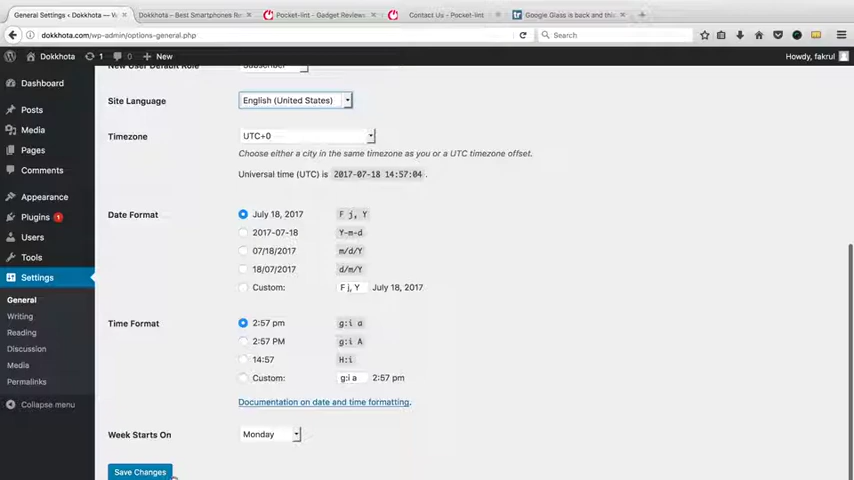 General Settings ‹ Dokkhota — W
Dokkhota – Best Smartphones R
Pocket-lint - Gadget Reviews
Contact Us - Pocket-lint
Google Glass is back and thi
dokkhota.com/wp-admin/options-general.php
Search
Dokkhota
1
0
New
Howdy, fakrul
Dashboard
Posts
Media
Pages
Comments
Appearance
Plugins 1
Users
Tools
Settings
General
Writing
Reading
Discussion
Media
Permalinks
Collapse menu
New User Default Role
Subscriber
Site Language
English (United States)
Timezone
UTC+0
Choose either a city in the same timezone as you or a UTC timezone offset.
Universal time (UTC) is 2017-07-18 14:57:04 .
Date Format
July 18, 2017 F j, Y
2017-07-18 Y-m-d
07/18/2017 m/d/Y
18/07/2017 d/m/Y
Custom: F j, Y July 18, 2017
Time Format
2:57 pm g:i a
2:57 PM g:i A
14:57 H:i
Custom: g:i a 2:57 pm
Documentation on date and time formatting.
Week Starts On
Monday
Save Changes